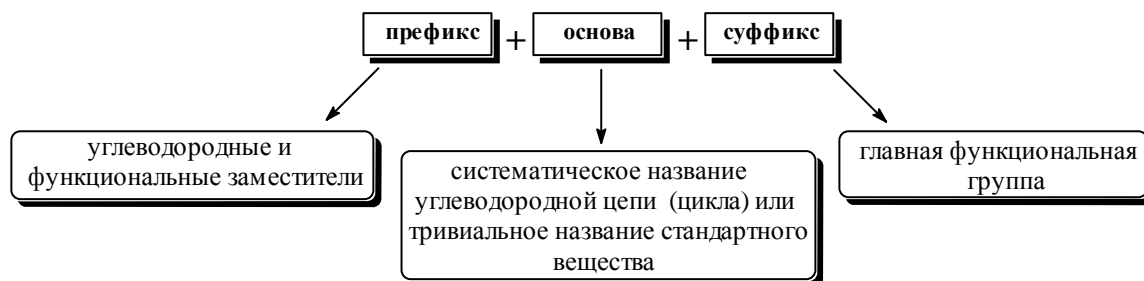 префикс + основа + суффикс
углеводородные и
функциональные заместители
систематическое название
углеводородной цепи (цикла) или
тривиальное название стандартного
вещества
главная функциональная
группа